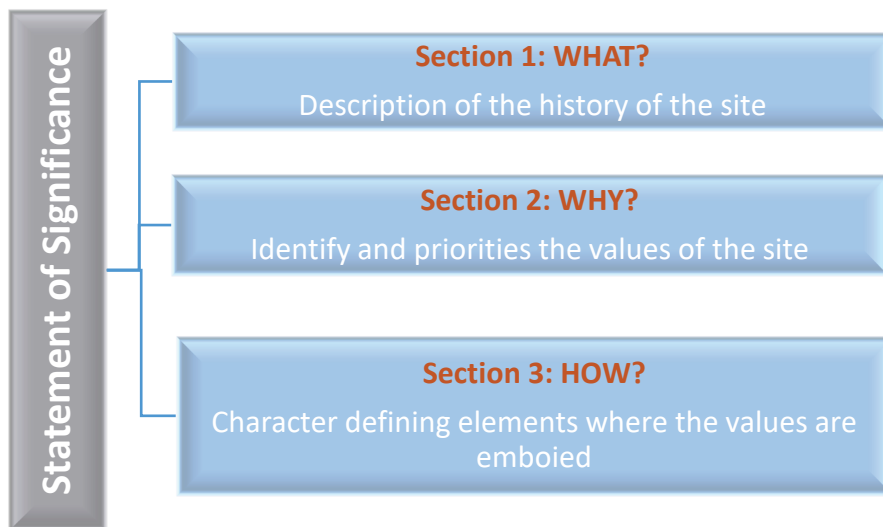 Statement of Significance
Section 1: WHAT?
Description of the history of the site
Section 2: WHY?
Identify and priorities the values of the site
Section 3: HOW?
Character defining elements where the values are
emboied